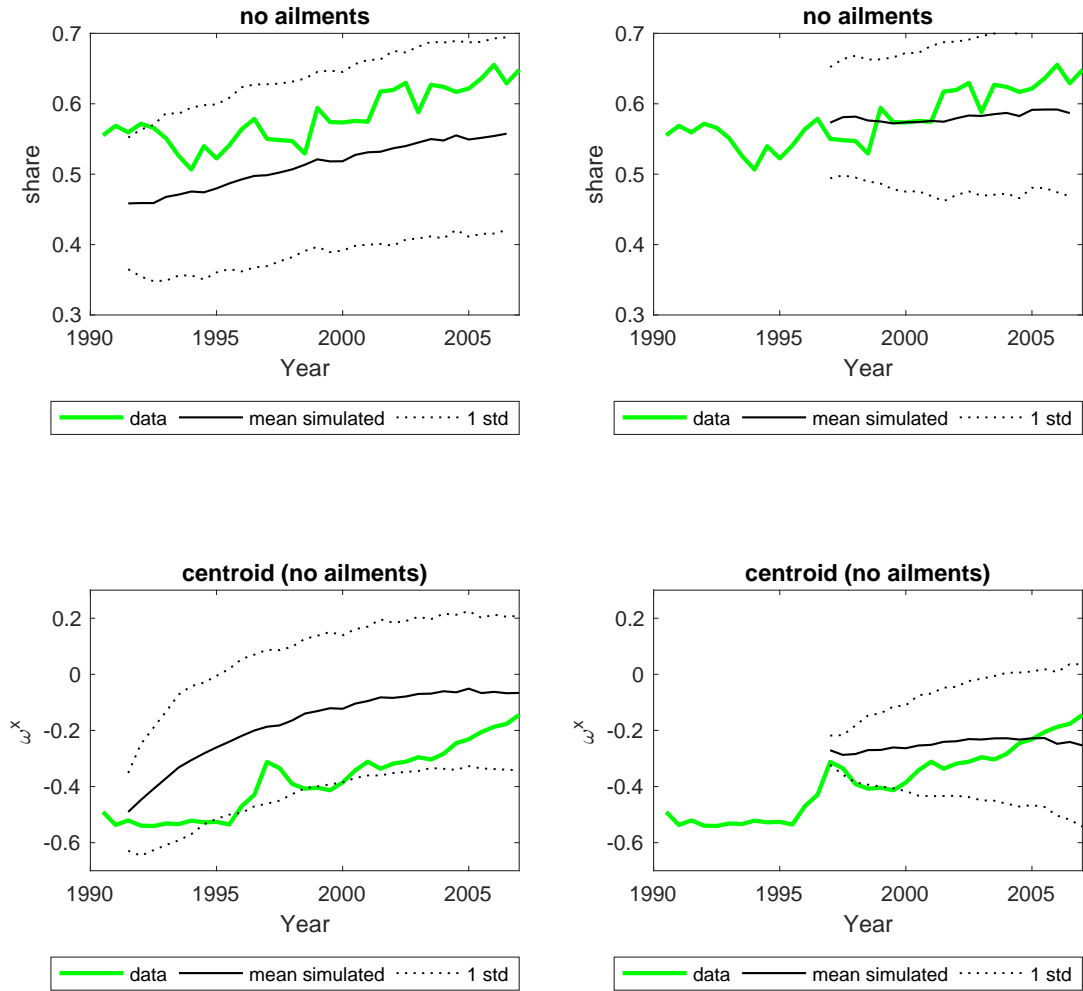 no ailments
0.7
0.6
0.5
0.4
0.3
share
1990 1995 2000 2005
Year
data mean simulated 1 std
no ailments
0.7
0.6
0.5
0.4
0.3
share
1990 1995 2000 2005
Year
data mean simulated 1 std
centroid (no ailments)
0.2
0
-0.2
-0.4
-0.6
ωˣ
1990 1995 2000 2005
Year
data mean simulated 1 std
centroid (no ailments)
0.2
0
-0.2
-0.4
-0.6
ωˣ
1990 1995 2000 2005
Year
data mean simulated 1 std